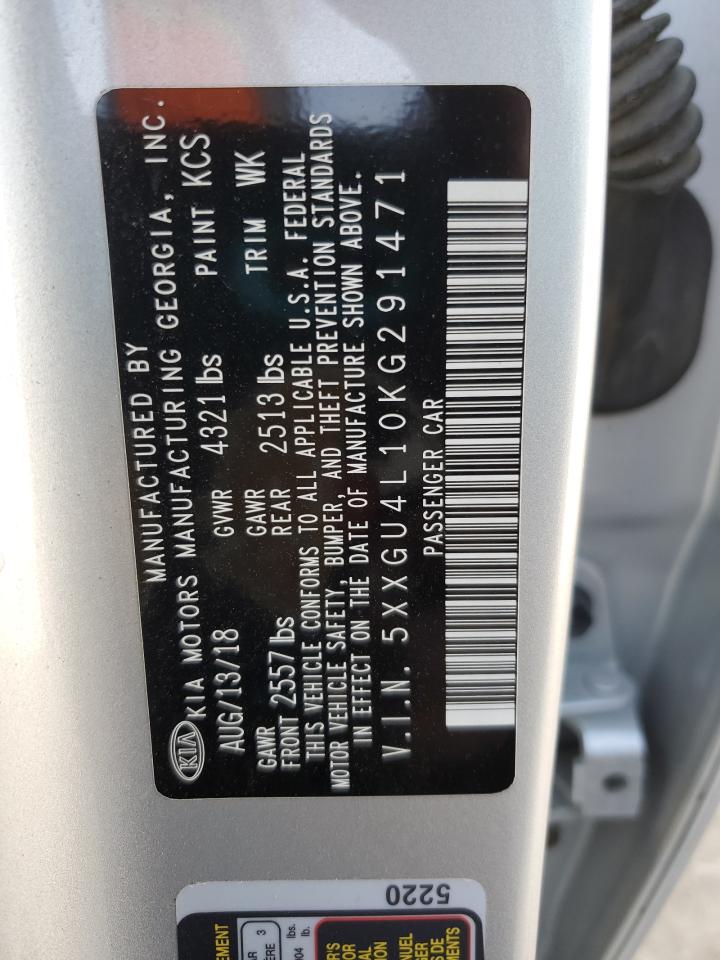 MANUFACTURED BY
KIA KIA MOTORS MANUFACTURING GEORGIA, INC.
AUG/13/18 GVWR 4321 lbs PAINT KCS
GAWR GAWR
FRONT 2557 lbs REAR 2513 lbs TRIM WK
THIS VEHICLE CONFORMS TO ALL APPLICABLE U.S.A. FEDERAL
MOTOR VEHICLE SAFETY, BUMPER, AND THEFT PREVENTION STANDARDS
IN EFFECT ON THE DATE OF MANUFACTURE SHOWN ABOVE.
V.I.N. 5XXGU4L10KG291471
PASSENGER CAR
5220